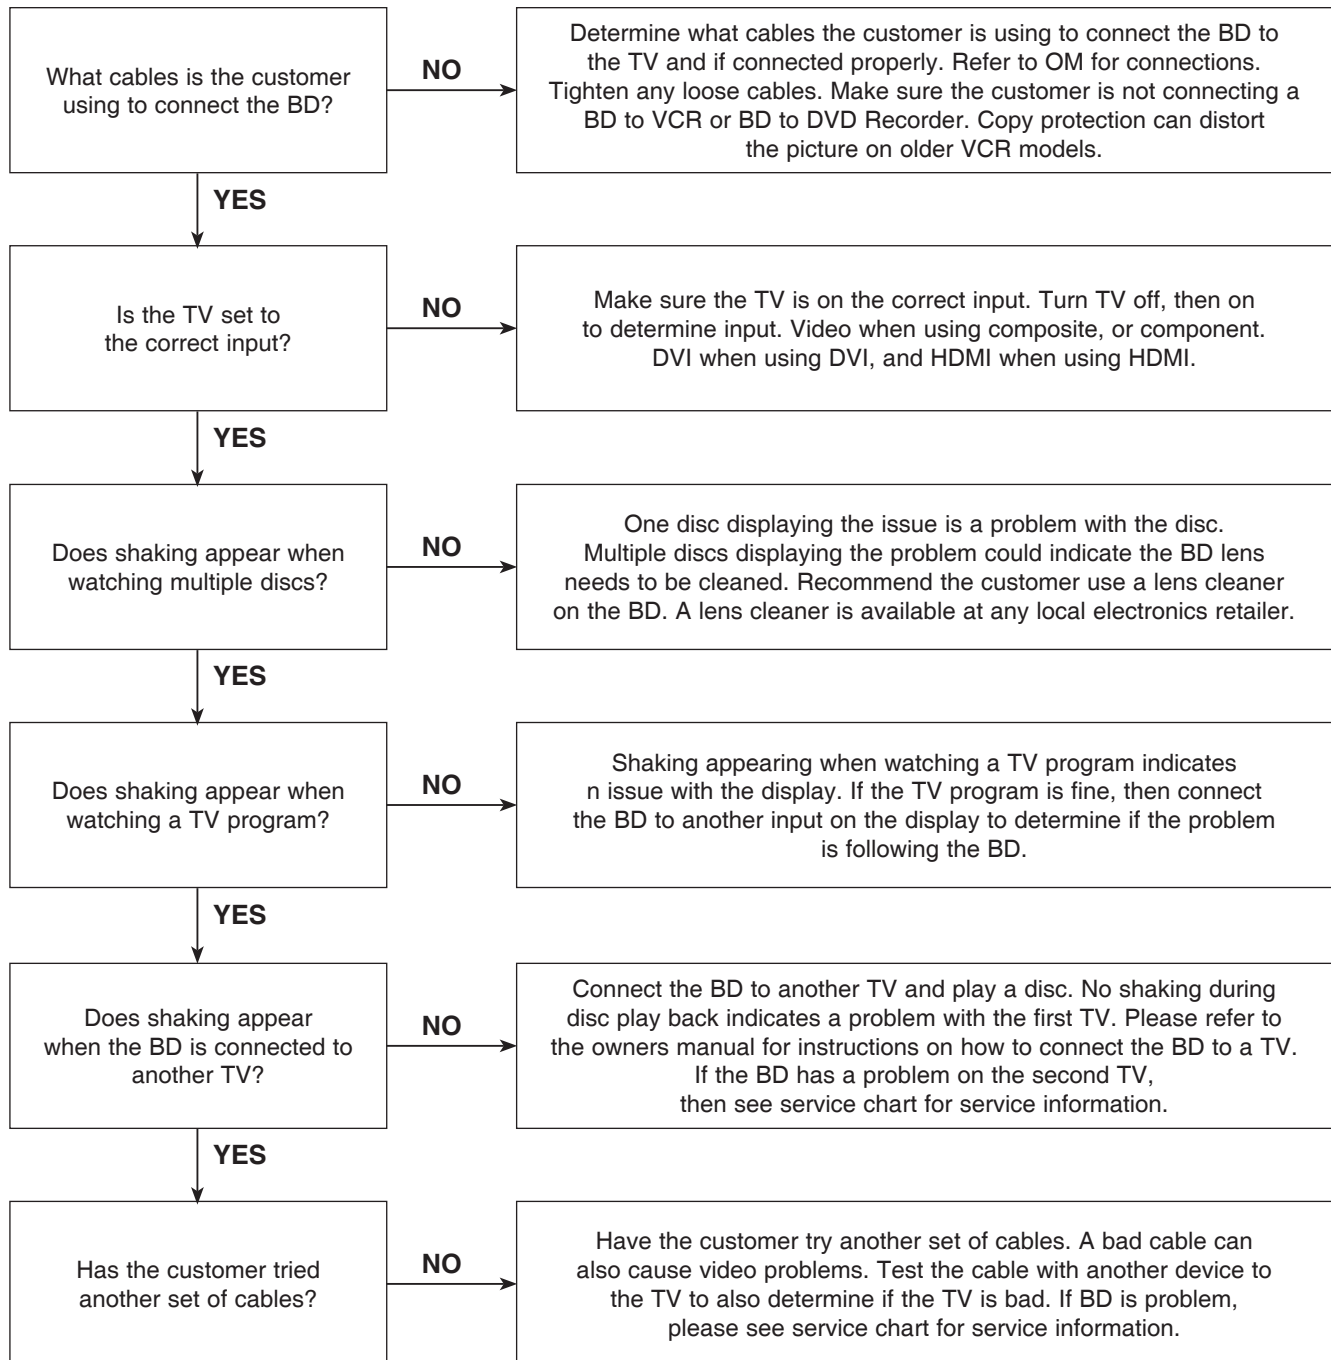 What cables is the customer
using to connect the BD?
NO
Determine what cables the customer is using to connect the BD to
the TV and if connected properly. Refer to OM for connections.
Tighten any loose cables. Make sure the customer is not connecting a
BD to VCR or BD to DVD Recorder. Copy protection can distort
the picture on older VCR models.
YES
Is the TV set to
the correct input?
NO
Make sure the TV is on the correct input. Turn TV off, then on
to determine input. Video when using composite, or component.
DVI when using DVI, and HDMI when using HDMI.
YES
Does shaking appear when
watching multiple discs?
NO
One disc displaying the issue is a problem with the disc.
Multiple discs displaying the problem could indicate the BD lens
needs to be cleaned. Recommend the customer use a lens cleaner
on the BD. A lens cleaner is available at any local electronics retailer.
YES
Does shaking appear when
watching a TV program?
NO
Shaking appearing when watching a TV program indicates
n issue with the display. If the TV program is fine, then connect
the BD to another input on the display to determine if the problem
is following the BD.
YES
Does shaking appear
when the BD is connected to
another TV?
NO
Connect the BD to another TV and play a disc. No shaking during
disc play back indicates a problem with the first TV. Please refer to
the owners manual for instructions on how to connect the BD to a TV.
If the BD has a problem on the second TV,
then see service chart for service information.
YES
Has the customer tried
another set of cables?
NO
Have the customer try another set of cables. A bad cable can
also cause video problems. Test the cable with another device to
the TV to also determine if the TV is bad. If BD is problem,
please see service chart for service information.